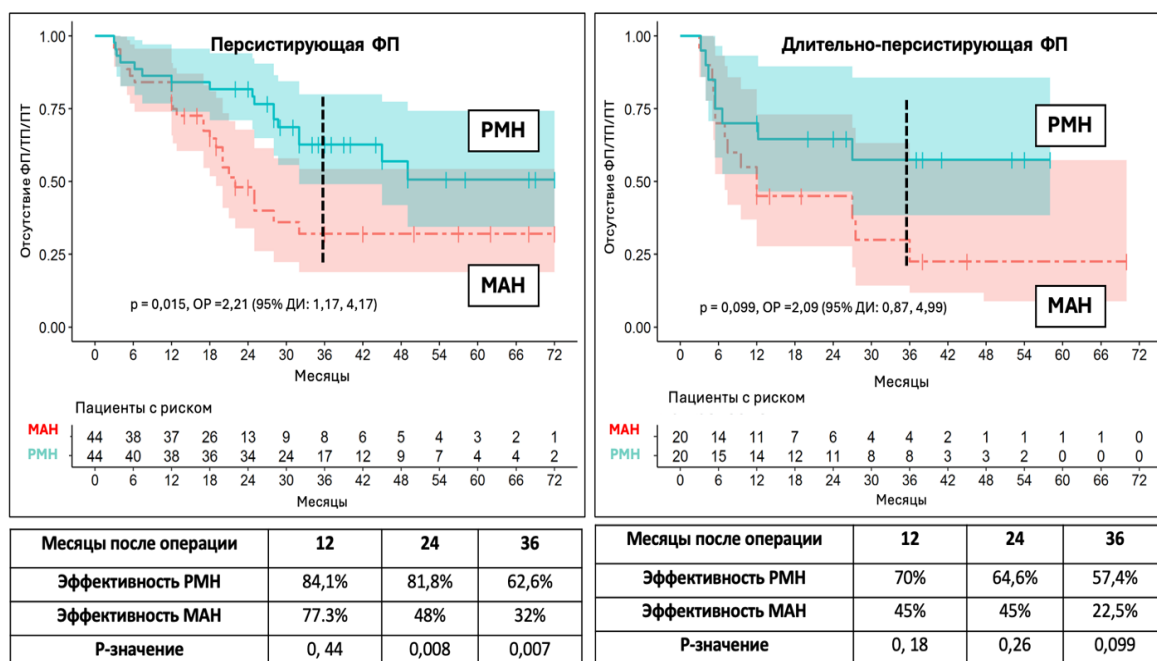 Персистирующая ФП
Отсутствие ФП/ТП/ПТ
1.00
0.75
0.50
0.25
0.00
РМН
МАН
p = 0,015, ОР =2,21 (95% ДИ: 1,17, 4,17)
0 6 12 18 24 30 36 42 48 54 60 66 72
Месяцы
Пациенты с риском
МАН 44 38 37 26 13 9 8 6 5 4 3 2 1
РМН 44 40 38 36 34 24 17 12 9 7 4 4 2
0 6 12 18 24 30 36 42 48 54 60 66 72
Месяцы
Месяцы после операции 12 24 36
Эффективность РМН 84,1% 81,8% 62,6%
Эффективность МАН 77.3% 48% 32%
Р-значение 0, 44 0,008 0,007
Длительно-персистирующая ФП
Отсутствие ФП/ТП/ПТ
1.00
0.75
0.50
0.25
0.00
РМН
МАН
p = 0,099, ОР =2,09 (95% ДИ: 0,87, 4,99)
0 6 12 18 24 30 36 42 48 54 60 66 72
Месяцы
Пациенты с риском
МАН 20 14 11 7 6 4 4 2 1 1 1 1 0
РМН 20 15 14 12 11 8 8 3 3 2 0 0 0
0 6 12 18 24 30 36 42 48 54 60 66 72
Месяцы
Месяцы после операции 12 24 36
Эффективность РМН 70% 64,6% 57,4%
Эффективность МАН 45% 45% 22,5%
Р-значение 0, 18 0,26 0,099